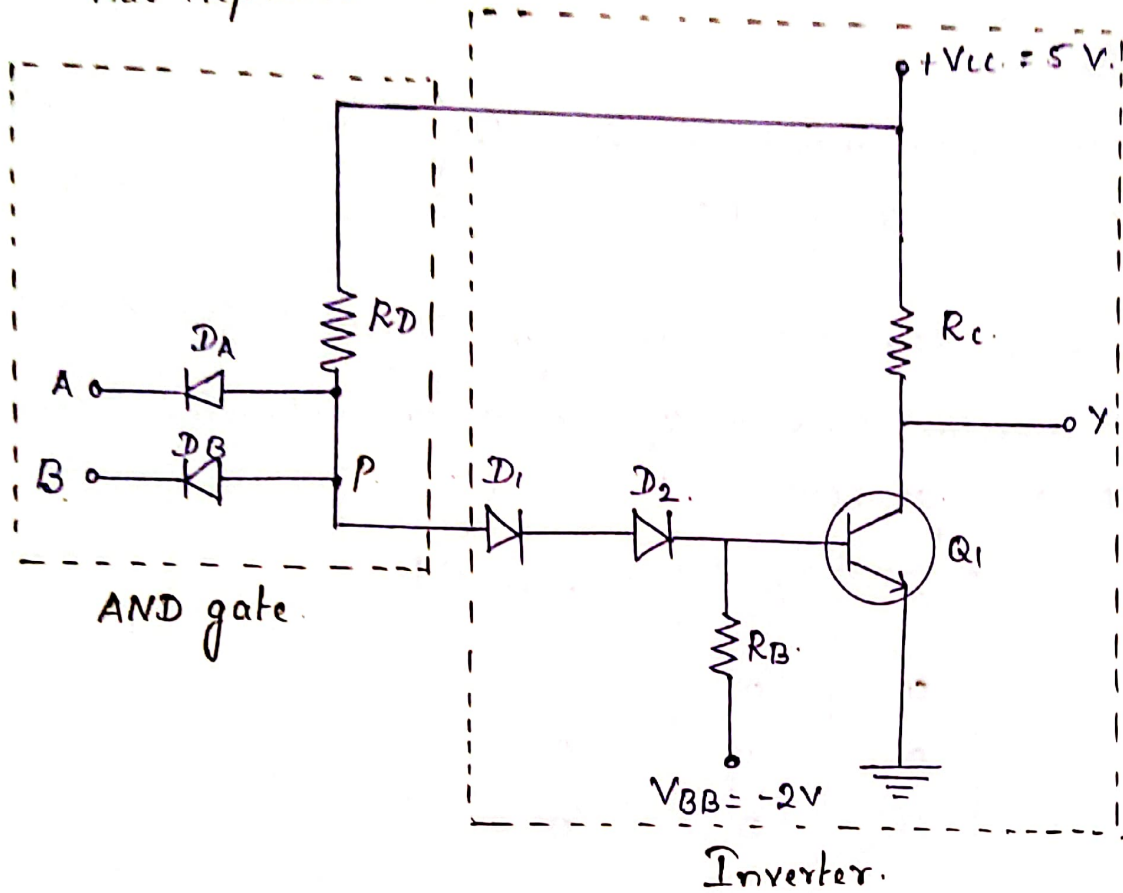 + Vcc. = 5 V.
RD
Rc.
DA
A
Y
DB
B
P
D1
D2.
Q1
AND gate.
RB.
VBB = -2V
Inverter.